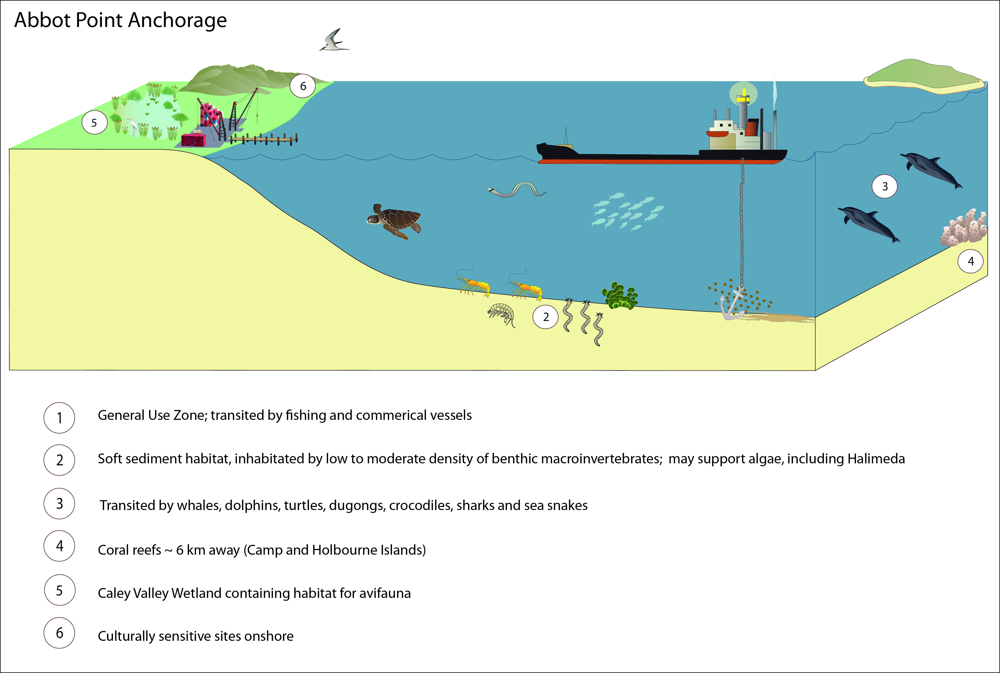 Abbot Point Anchorage
6
5
3
4
2
1 General Use Zone; transited by fishing and commerical vessels
2 Soft sediment habitat, inhabitated by low to moderate density of benthic macroinvertebrates; may support algae, including Halimeda
3 Transited by whales, dolphins, turtles, dugongs, crocodiles, sharks and sea snakes
4 Coral reefs ~ 6 km away (Camp and Holbourne Islands)
5 Caley Valley Wetland containing habitat for avifauna
6 Culturally sensitive sites onshore